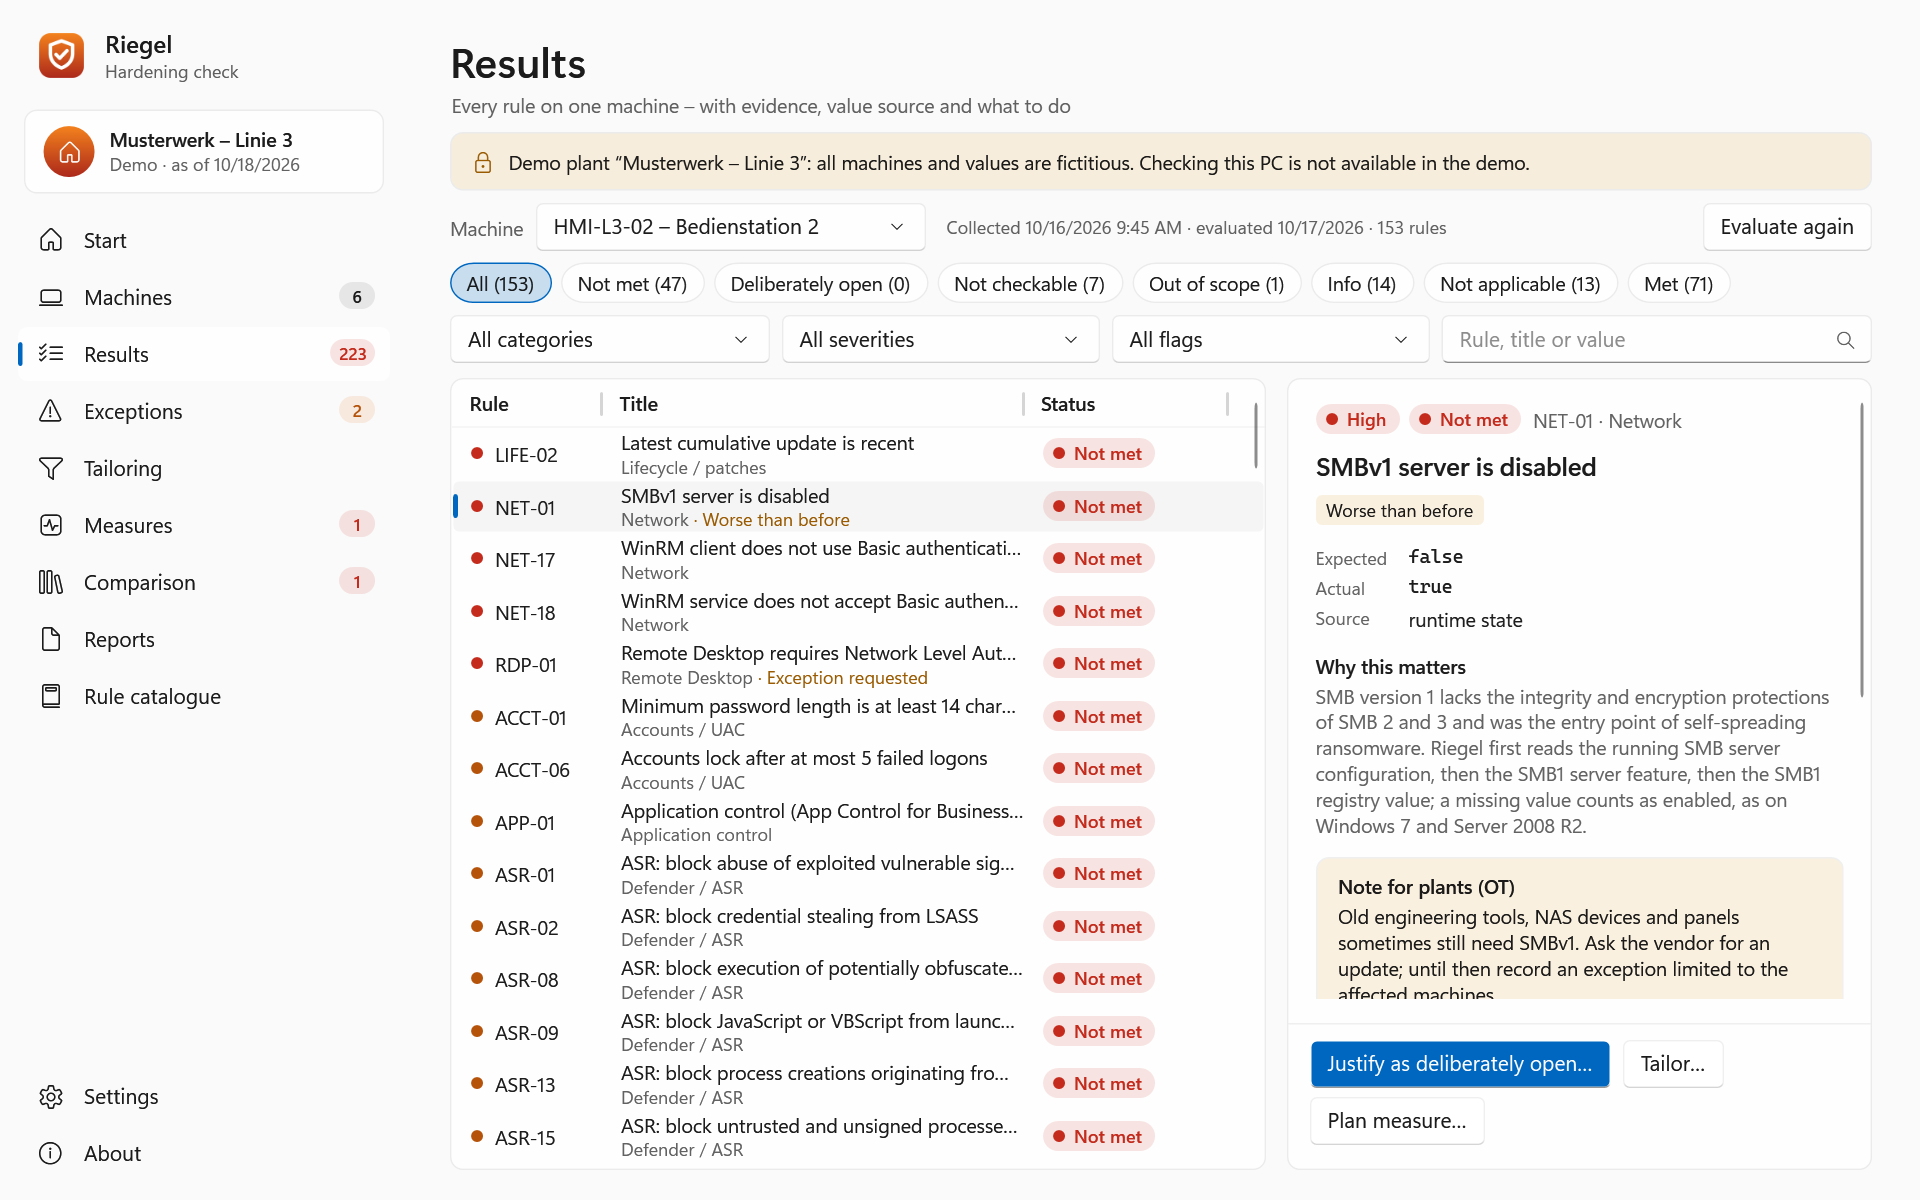 Riegel
Hardening check
Musterwerk – Linie 3
Demo · as of 10/18/2026
Start
Machines 6
Results 223
Exceptions 2
Tailoring
Measures 1
Comparison 1
Reports
Rule catalogue
Settings
About
Results
Every rule on one machine – with evidence, value source and what to do
Demo plant “Musterwerk – Linie 3”: all machines and values are fictitious. Checking this PC is not available in the demo.
Machine HMI-L3-02 – Bedienstation 2 Collected 10/16/2026 9:45 AM · evaluated 10/17/2026 · 153 rules Evaluate again
All (153) Not met (47) Deliberately open (0) Not checkable (7) Out of scope (1) Info (14) Not applicable (13) Met (71)
All categories All severities All flags Rule, title or value
Rule Title Status
LIFE-02 Latest cumulative update is recent Not met
Lifecycle / patches
NET-01 SMBv1 server is disabled Not met
Network · Worse than before
NET-17 WinRM client does not use Basic authenticati... Not met
Network
NET-18 WinRM service does not accept Basic authen... Not met
Network
RDP-01 Remote Desktop requires Network Level Aut... Not met
Remote Desktop · Exception requested
ACCT-01 Minimum password length is at least 14 char... Not met
Accounts / UAC
ACCT-06 Accounts lock after at most 5 failed logons Not met
Accounts / UAC
APP-01 Application control (App Control for Business... Not met
Application control
ASR-01 ASR: block abuse of exploited vulnerable sig... Not met
Defender / ASR
ASR-02 ASR: block credential stealing from LSASS Not met
Defender / ASR
ASR-08 ASR: block execution of potentially obfuscate... Not met
Defender / ASR
ASR-09 ASR: block JavaScript or VBScript from launc... Not met
Defender / ASR
ASR-13 ASR: block process creations originating fro... Not met
Defender / ASR
ASR-15 ASR: block untrusted and unsigned processe... Not met
Defender / ASR
High Not met NET-01 · Network
SMBv1 server is disabled
Worse than before
Expected false
Actual true
Source runtime state
Why this matters
SMB version 1 lacks the integrity and encryption protections
of SMB 2 and 3 and was the entry point of self-spreading
ransomware. Riegel first reads the running SMB server
configuration, then the SMB1 server feature, then the SMB1
registry value; a missing value counts as enabled, as on
Windows 7 and Server 2008 R2.
Note for plants (OT)
Old engineering tools, NAS devices and panels
sometimes still need SMBv1. Ask the vendor for an
update; until then record an exception limited to the
affected machines.
Justify as deliberately open... Tailor...
Plan measure...